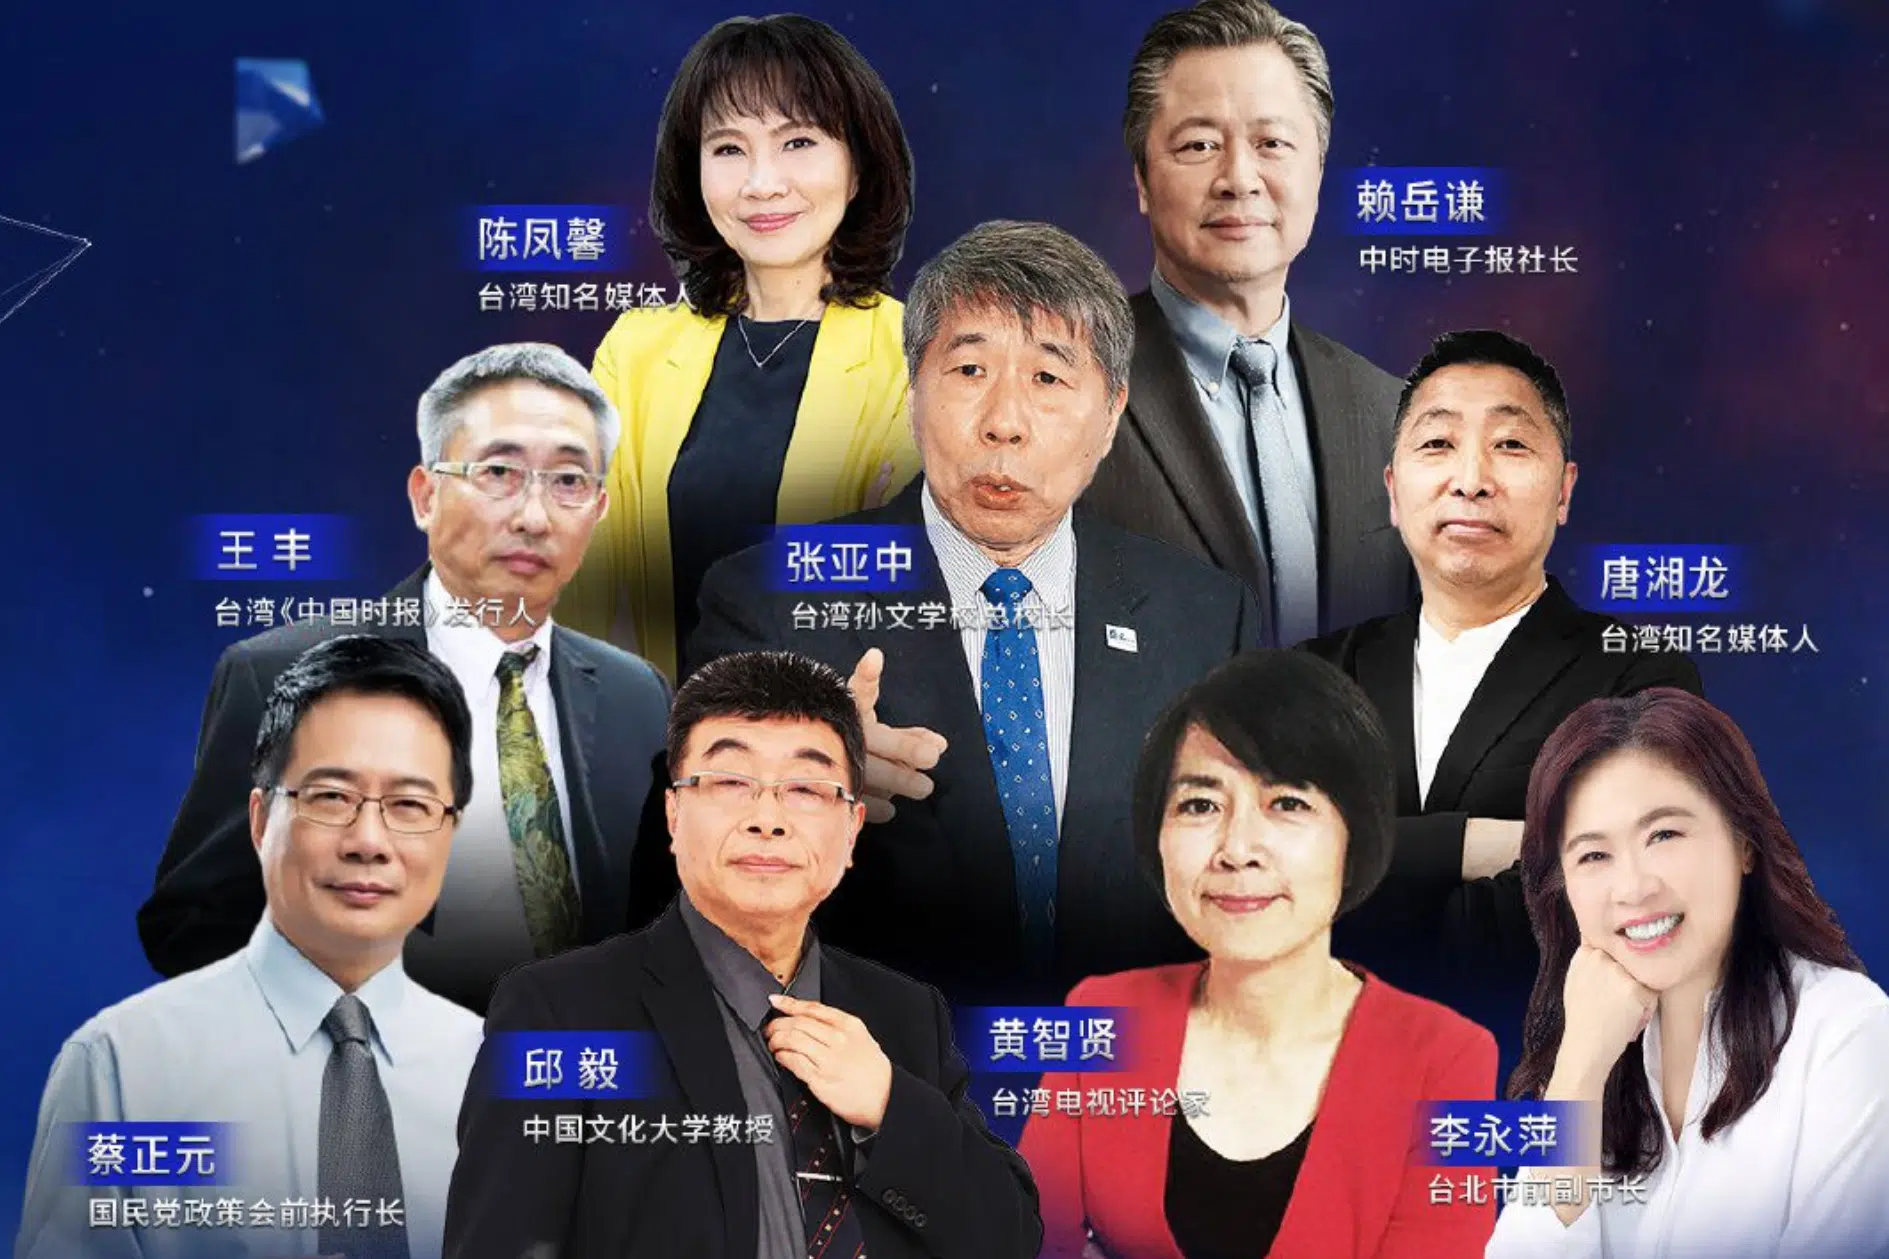 陈凤馨
台湾知名媒体人
赖岳谦
中时电子报社长
王丰
台湾《中国时报》发行人
张亚中
台湾孙文学校总校长
唐湘龙
台湾知名媒体人
蔡正元
国民党政策会前执行长
邱毅
中国文化大学教授
黄智贤
台湾电视评论家
李永萍
台北市前副市长